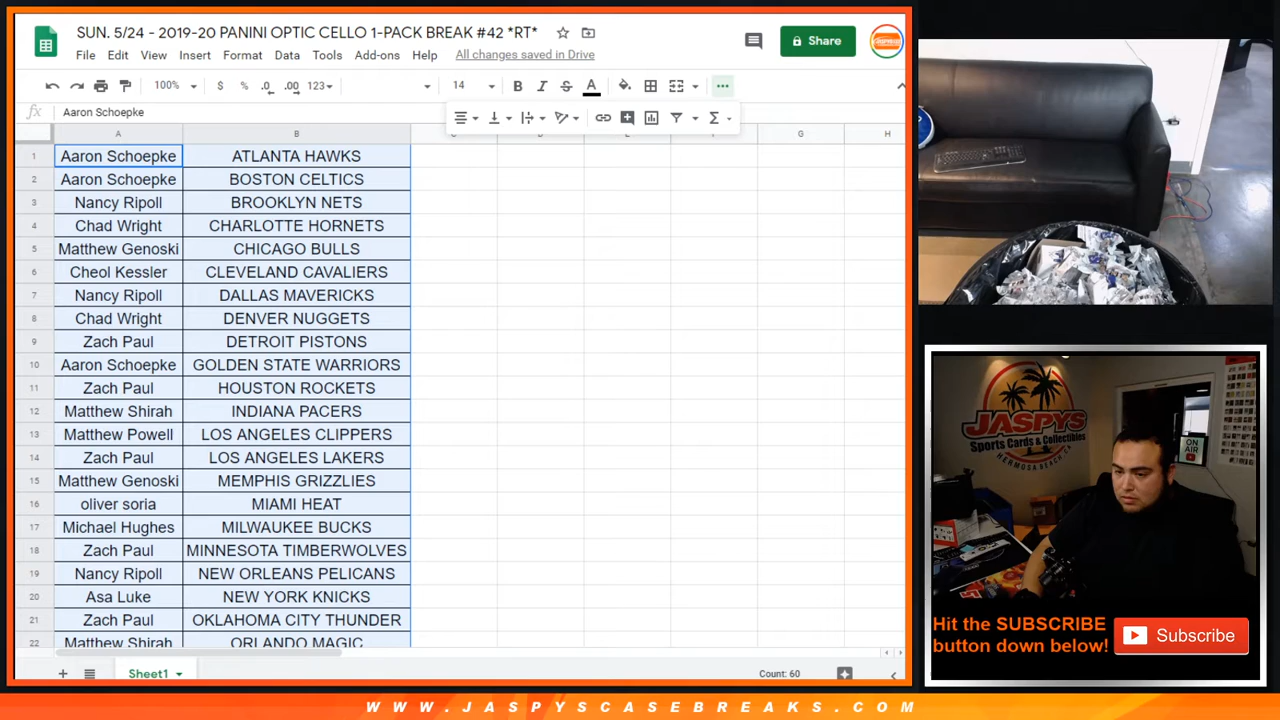 SUN. 5/24 - 2019-20 PANINI OPTIC CELLO 1-PACK BREAK #42 *RT*
File Edit View Insert Format Data Tools Add-ons Help All changes saved in Drive
Share
100% $ % .0 .00 123 14 B I S A
fx Aaron Schoepke
A B C D E F G H
1 Aaron Schoepke ATLANTA HAWKS
2 Aaron Schoepke BOSTON CELTICS
3 Nancy Ripoll BROOKLYN NETS
4 Chad Wright CHARLOTTE HORNETS
5 Matthew Genoski CHICAGO BULLS
6 Cheol Kessler CLEVELAND CAVALIERS
7 Nancy Ripoll DALLAS MAVERICKS
8 Chad Wright DENVER NUGGETS
9 Zach Paul DETROIT PISTONS
10 Aaron Schoepke GOLDEN STATE WARRIORS
11 Zach Paul HOUSTON ROCKETS
12 Matthew Shirah INDIANA PACERS
13 Matthew Powell LOS ANGELES CLIPPERS
14 Zach Paul LOS ANGELES LAKERS
15 Matthew Genoski MEMPHIS GRIZZLIES
16 oliver soria MIAMI HEAT
17 Michael Hughes MILWAUKEE BUCKS
18 Zach Paul MINNESOTA TIMBERWOLVES
19 Nancy Ripoll NEW ORLEANS PELICANS
20 Asa Luke NEW YORK KNICKS
21 Zach Paul OKLAHOMA CITY THUNDER
22 Matthew Shirah ORLANDO MAGIC
Sheet1
Count: 60
JASPYS
Sports Cards & Collectibles
HERMOSA BEACH, CA
ON AIR
Hit the SUBSCRIBE
button down below!
Subscribe
WWW.JASPYSCASEBREAKS.COM